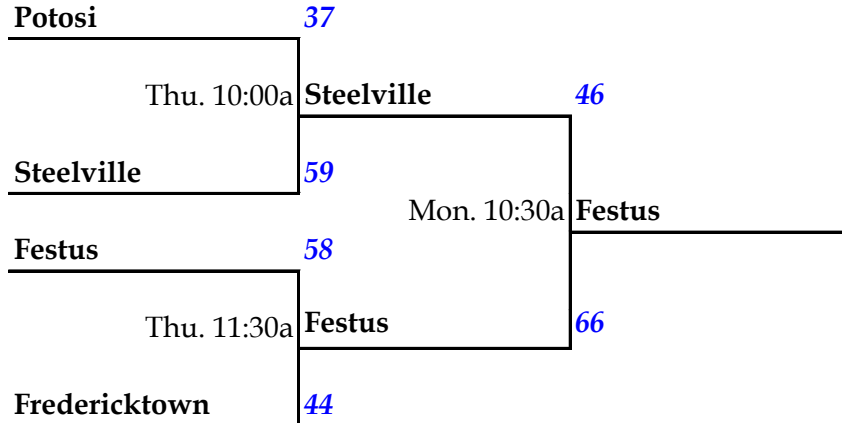 Potosi 37
Thu. 10:00a Steelville 46
Steelville 59
Mon. 10:30a Festus
Festus 58
Thu. 11:30a Festus 66
Fredericktown 44